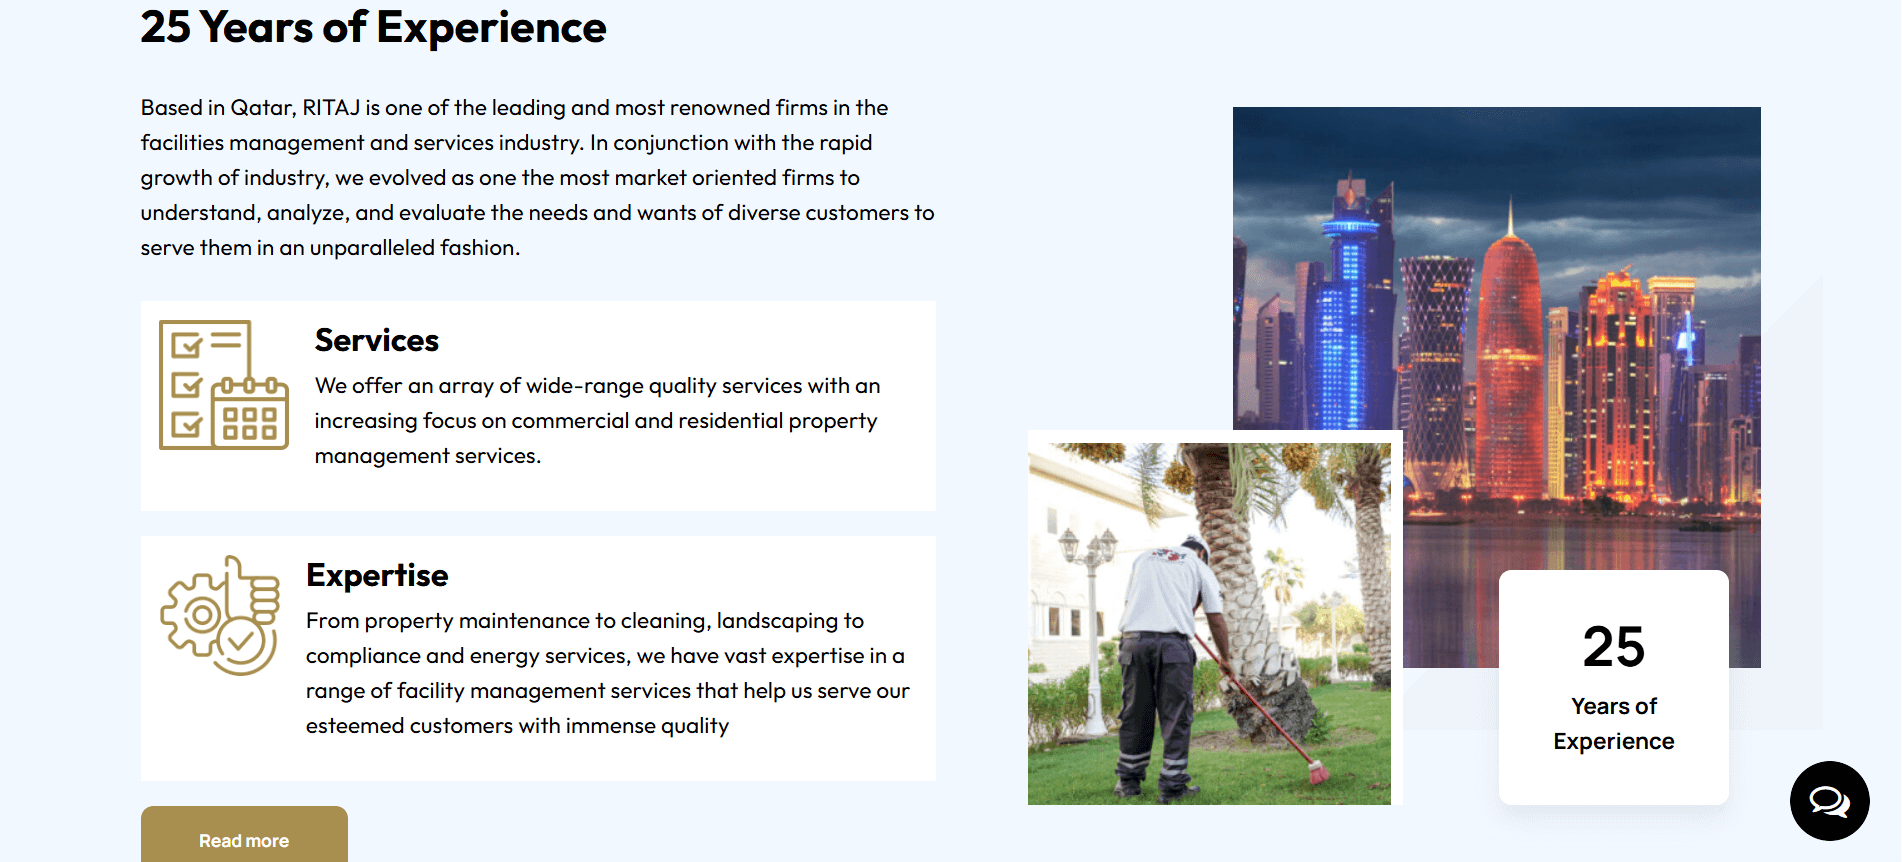 25 Years of Experience
Based in Qatar, RITAJ is one of the leading and most renowned firms in the
facilities management and services industry. In conjunction with the rapid
growth of industry, we evolved as one the most market oriented firms to
understand, analyze, and evaluate the needs and wants of diverse customers to
serve them in an unparalleled fashion.
Services
We offer an array of wide-range quality services with an
increasing focus on commercial and residential property
management services.
Expertise
From property maintenance to cleaning, landscaping to
compliance and energy services, we have vast expertise in a
range of facility management services that help us serve our
esteemed customers with immense quality
Read more
25
Years of
Experience